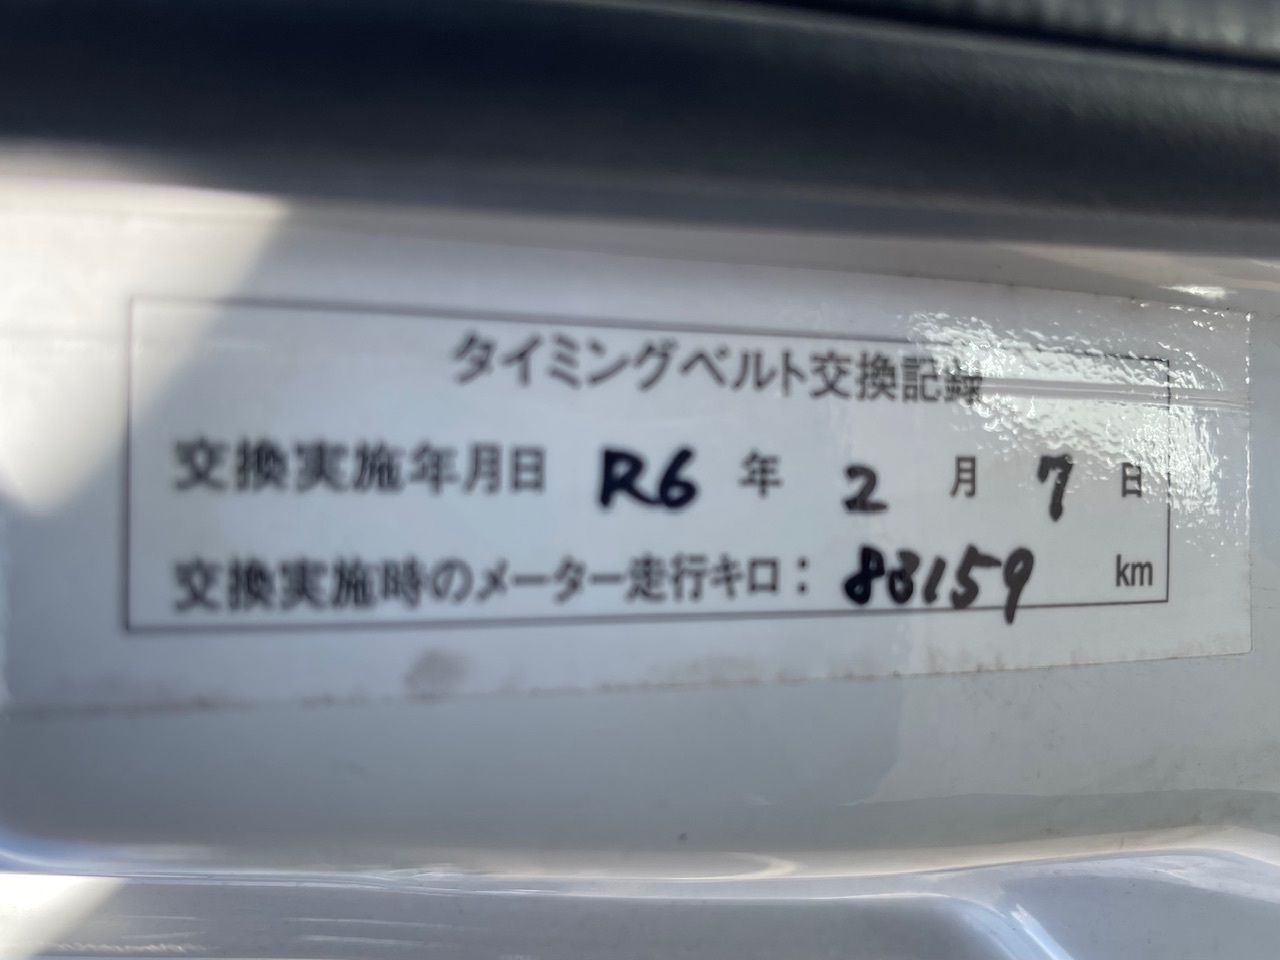 タイミングベルト交換記録
交換実施年月日 R6 年 2 月 7 日
交換実施時のメーター走行キロ： 83159 km